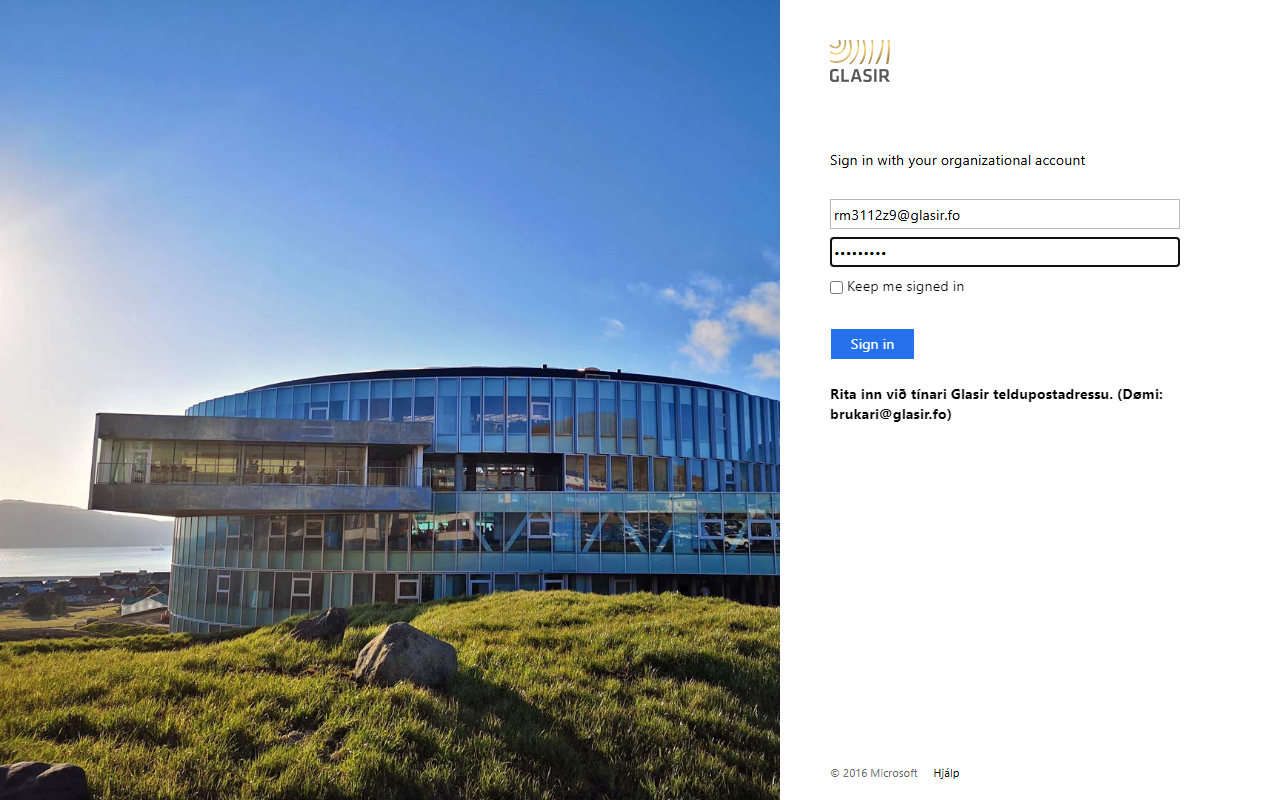 GLASIR
Sign in with your organizational account
rm3112z9@glasir.fo
•••••••••
Keep me signed in
Sign in
Rita inn við tínari Glasir teldupostadressu. (Dømi:
brukari@glasir.fo)
© 2016 Microsoft Hjálp